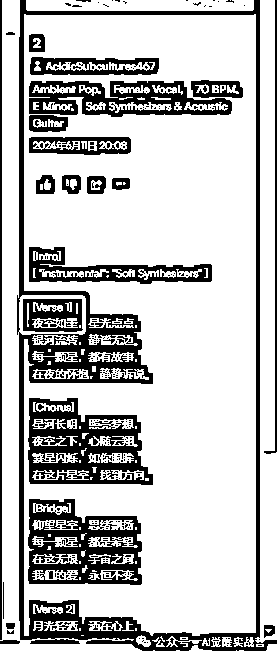 2
AcidicSubcultures467
Ambient Pop, Female Vocal, 70 BPM,
E Minor, Soft Synthesizers & Acoustic
Guitar
2024年6月11日 20:08
[Intro]
[ "instrumental": "Soft Synthesizers" ]
[Verse 1]
夜空如墨，星光点点，
银河流转，静谧无边。
每一颗星，都有故事，
在夜的怀抱，静静诉说。
[Chorus]
星河长明，照亮梦想，
夜空之下，心随云翔。
繁星闪烁，如你眼眸，
在这片星空，找到方向。
[Bridge]
仰望星空，思绪飘扬，
每一颗星，都是希望。
在这无垠，宇宙之间，
我们的爱，永恒不变。
[Verse 2]
月光轻洒，洒在心上，
公众号 · AI觉醒实战营